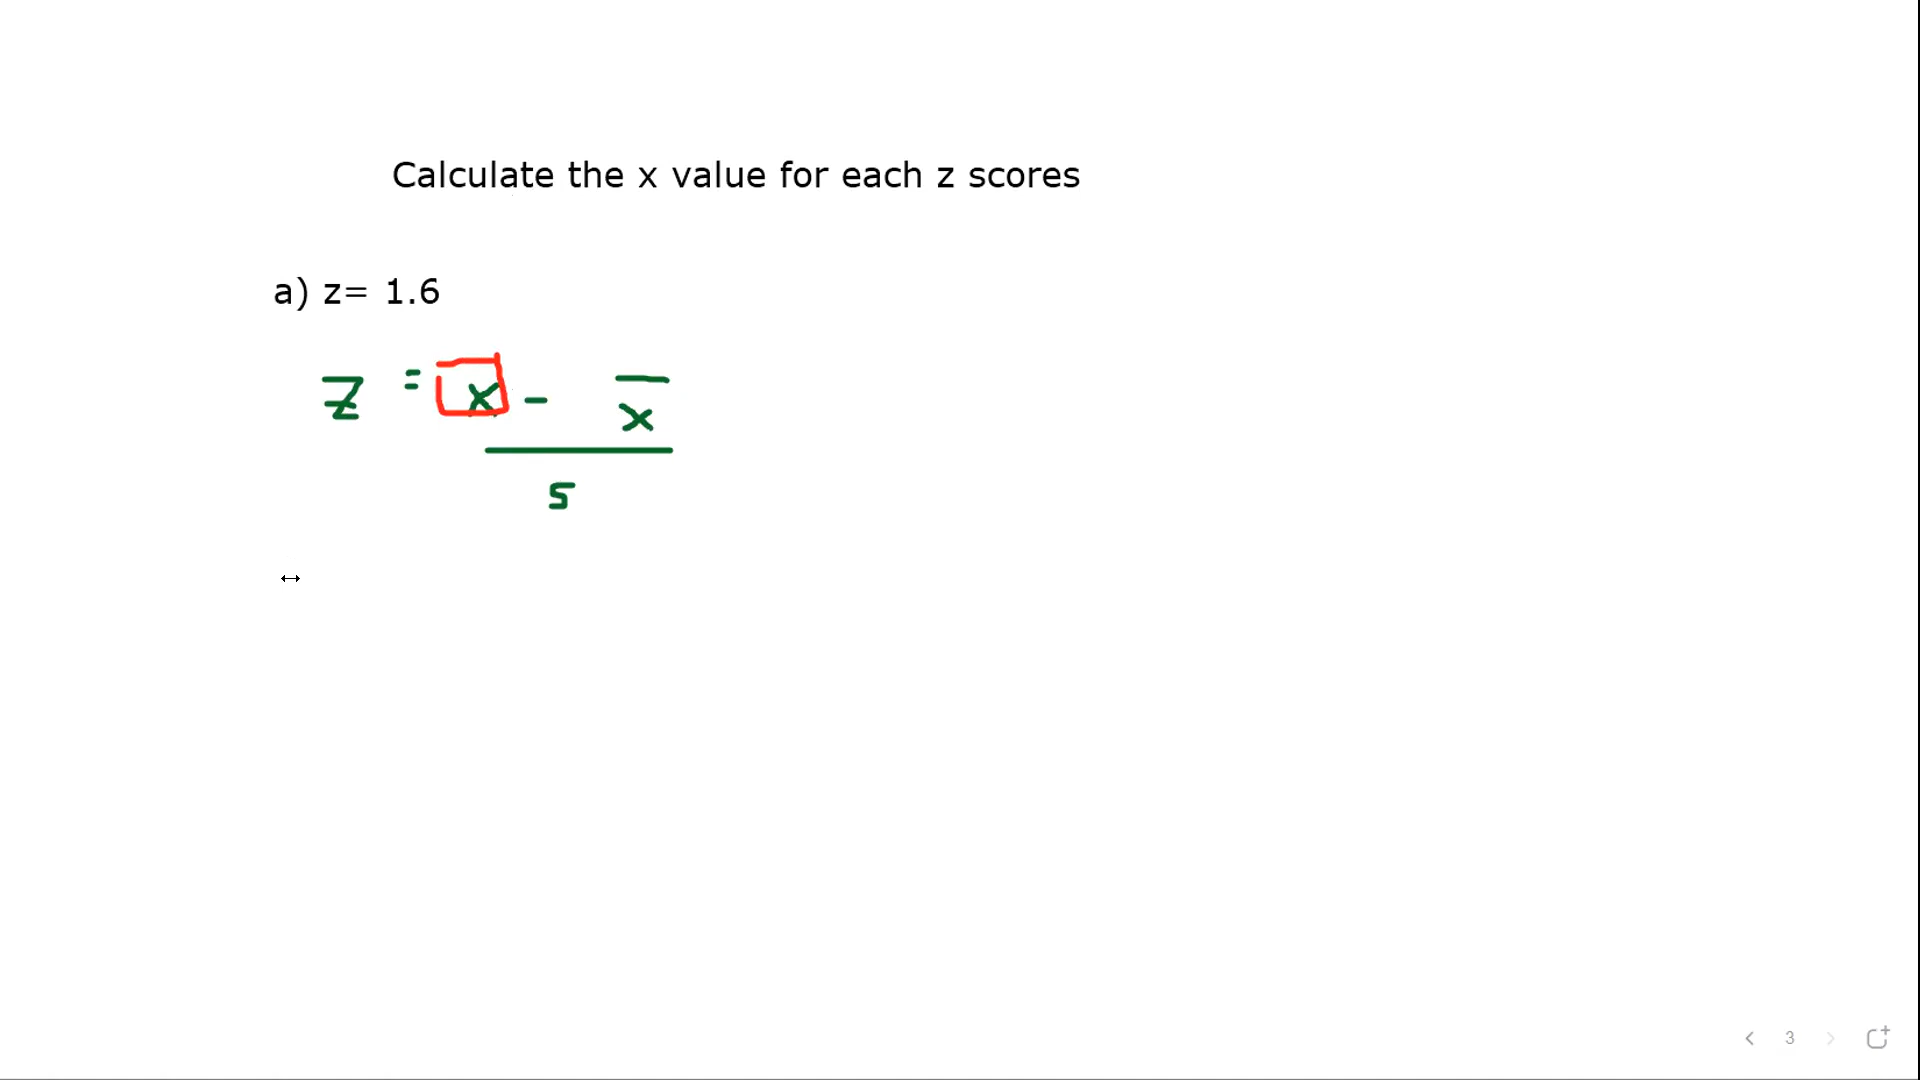 Calculate the x value for each z scores
a) z= 1.6
z = x - x̄
s
3